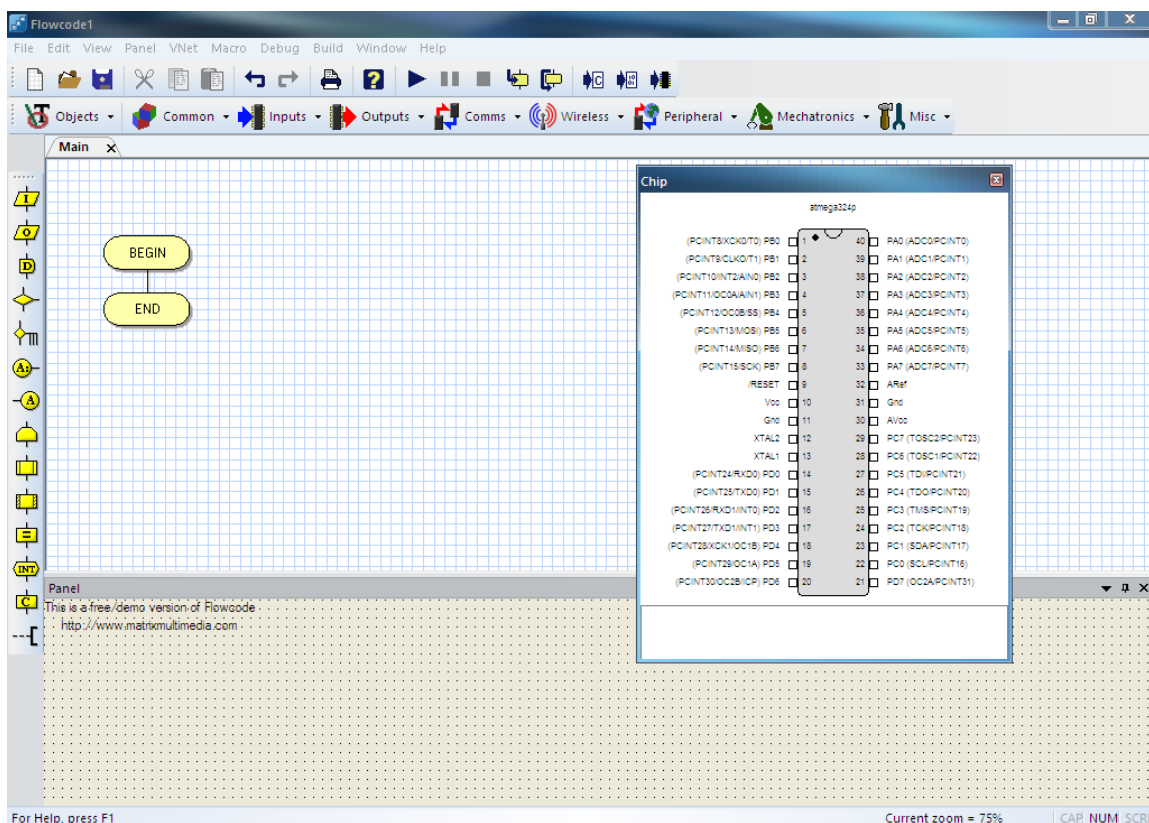 Flowcode1
File Edit View Panel VNet Macro Debug Build Window Help
Objects Common Inputs Outputs Comms Wireless Peripheral Mechatronics Misc
Main
BEGIN
END
I
O
D
A:
A
INT
C
Chip
atmega324p
(PCINT8/XCK0/T0) PB0 1 40 PA0 (ADC0/PCINT0)
(PCINT9/CLKO/T1) PB1 2 39 PA1 (ADC1/PCINT1)
(PCINT10/INT2/AIN0) PB2 3 38 PA2 (ADC2/PCINT2)
(PCINT11/OC0A/AIN1) PB3 4 37 PA3 (ADC3/PCINT3)
(PCINT12/OC0B/SS) PB4 5 36 PA4 (ADC4/PCINT4)
(PCINT13/MOSI) PB5 6 35 PA5 (ADC5/PCINT5)
(PCINT14/MISO) PB6 7 34 PA6 (ADC6/PCINT6)
(PCINT15/SCK) PB7 8 33 PA7 (ADC7/PCINT7)
/RESET 9 32 ARef
Vcc 10 31 Gnd
Gnd 11 30 AVcc
XTAL2 12 29 PC7 (TOSC2/PCINT23)
XTAL1 13 28 PC6 (TOSC1/PCINT22)
(PCINT24/RXD0) PD0 14 27 PC5 (TDI/PCINT21)
(PCINT25/TXD0) PD1 15 26 PC4 (TDO/PCINT20)
(PCINT26/RXD1/INT0) PD2 16 25 PC3 (TMS/PCINT19)
(PCINT27/TXD1/INT1) PD3 17 24 PC2 (TCK/PCINT18)
(PCINT28/XCK1/OC1B) PD4 18 23 PC1 (SDA/PCINT17)
(PCINT29/OC1A) PD5 19 22 PC0 (SCL/PCINT16)
(PCINT30/OC2B/ICP) PD6 20 21 PD7 (OC2A/PCINT31)
Panel
This is a free/demo version of Flowcode
http://www.matrixmultimedia.com
For Help, press F1
Current zoom = 75% CAP NUM SCR